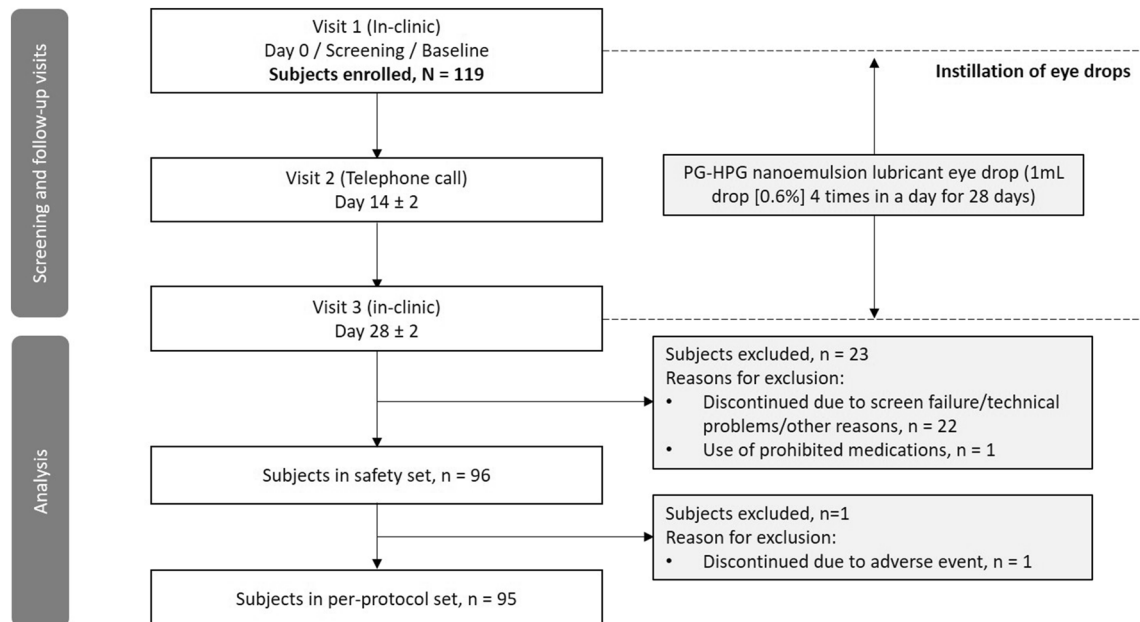 Screening and follow-up visits
Visit 1 (In-clinic)
Day 0 / Screening / Baseline
Subjects enrolled, N = 119
Instillation of eye drops
Visit 2 (Telephone call)
Day 14 ± 2
PG-HPG nanoemulsion lubricant eye drop (1mL
drop [0.6%] 4 times in a day for 28 days)
Visit 3 (in-clinic)
Day 28 ± 2
Analysis
Subjects excluded, n = 23
Reasons for exclusion:
• Discontinued due to screen failure/technical
problems/other reasons, n = 22
• Use of prohibited medications, n = 1
Subjects in safety set, n = 96
Subjects excluded, n=1
Reason for exclusion:
• Discontinued due to adverse event, n = 1
Subjects in per-protocol set, n = 95